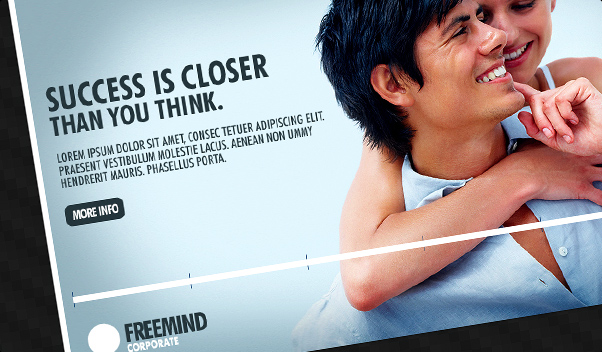 SUCCESS IS CLOSER
THAN YOU THINK.
LOREM IPSUM DOLOR SIT AMET, CONSEC TETUER ADIPISCING ELIT.
PRAESENT VESTIBULUM MOLESTIE LACUS. AENEAN NON UMMY
HENDRERIT MAURIS. PHASELLUS PORTA.
MORE INFO
FREEMIND
CORPORATE